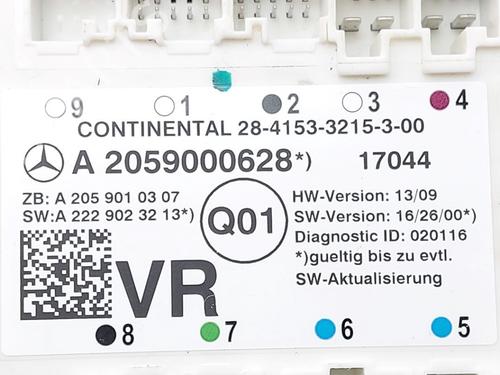 9 1 2 3 4
CONTINENTAL 28-4153-3215-3-00
A 2059000628*) 17044
ZB: A 205 901 03 07
SW:A 222 902 32 13*)
Q01
HW-Version: 13/09
SW-Version: 16/26/00*)
Diagnostic ID: 020116
*)gueltig bis zu evtl.
SW-Aktualisierung
VR
8 7 6 5